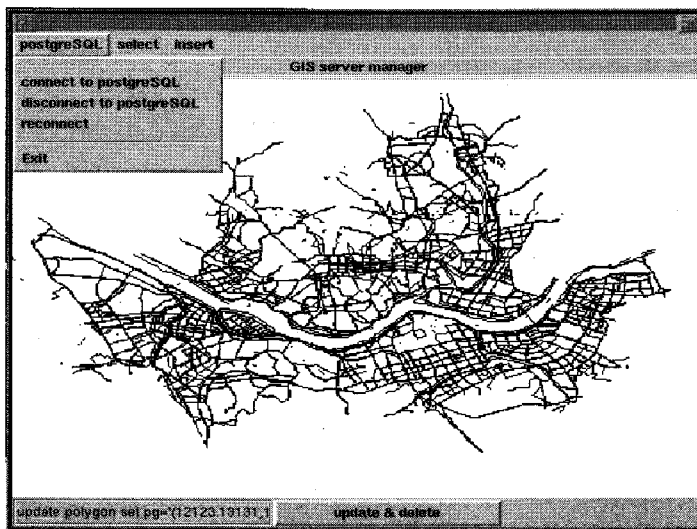 postgreSQL select insert
GIS server manager
connect to postgreSQL
disconnect to postgreSQL
reconnect
Exit
update polygon set pg='(12123.13131,1
update & delete